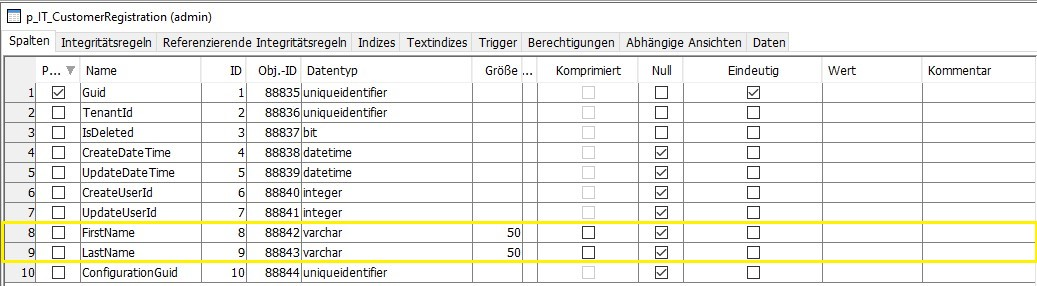 p_IT_CustomerRegistration (admin)
Spalten Integritätsregeln Referenzierende Integritätsregeln Indizes Textindizes Trigger Berechtigungen Abhängige Ansichten Daten
P... Name ID Obj.-ID Datentyp Größe ... Komprimiert Null Eindeutig Wert Kommentar
1 Guid 1 88835 uniqueidentifier
2 TenantId 2 88836 uniqueidentifier
3 IsDeleted 3 88837 bit
4 CreateDateTime 4 88838 datetime
5 UpdateDateTime 5 88839 datetime
6 CreateUserId 6 88840 integer
7 UpdateUserId 7 88841 integer
8 FirstName 8 88842 varchar 50
9 LastName 9 88843 varchar 50
10 ConfigurationGuid 10 88844 uniqueidentifier